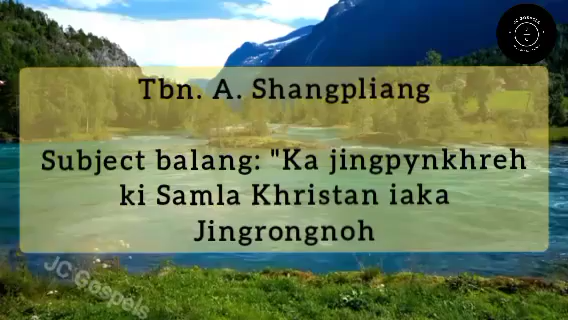 Tbn. A. Shangpliang
Subject balang: "Ka jingpynkhreh
ki Samla Khristan iaka
Jingrongnoh
JC Gospels